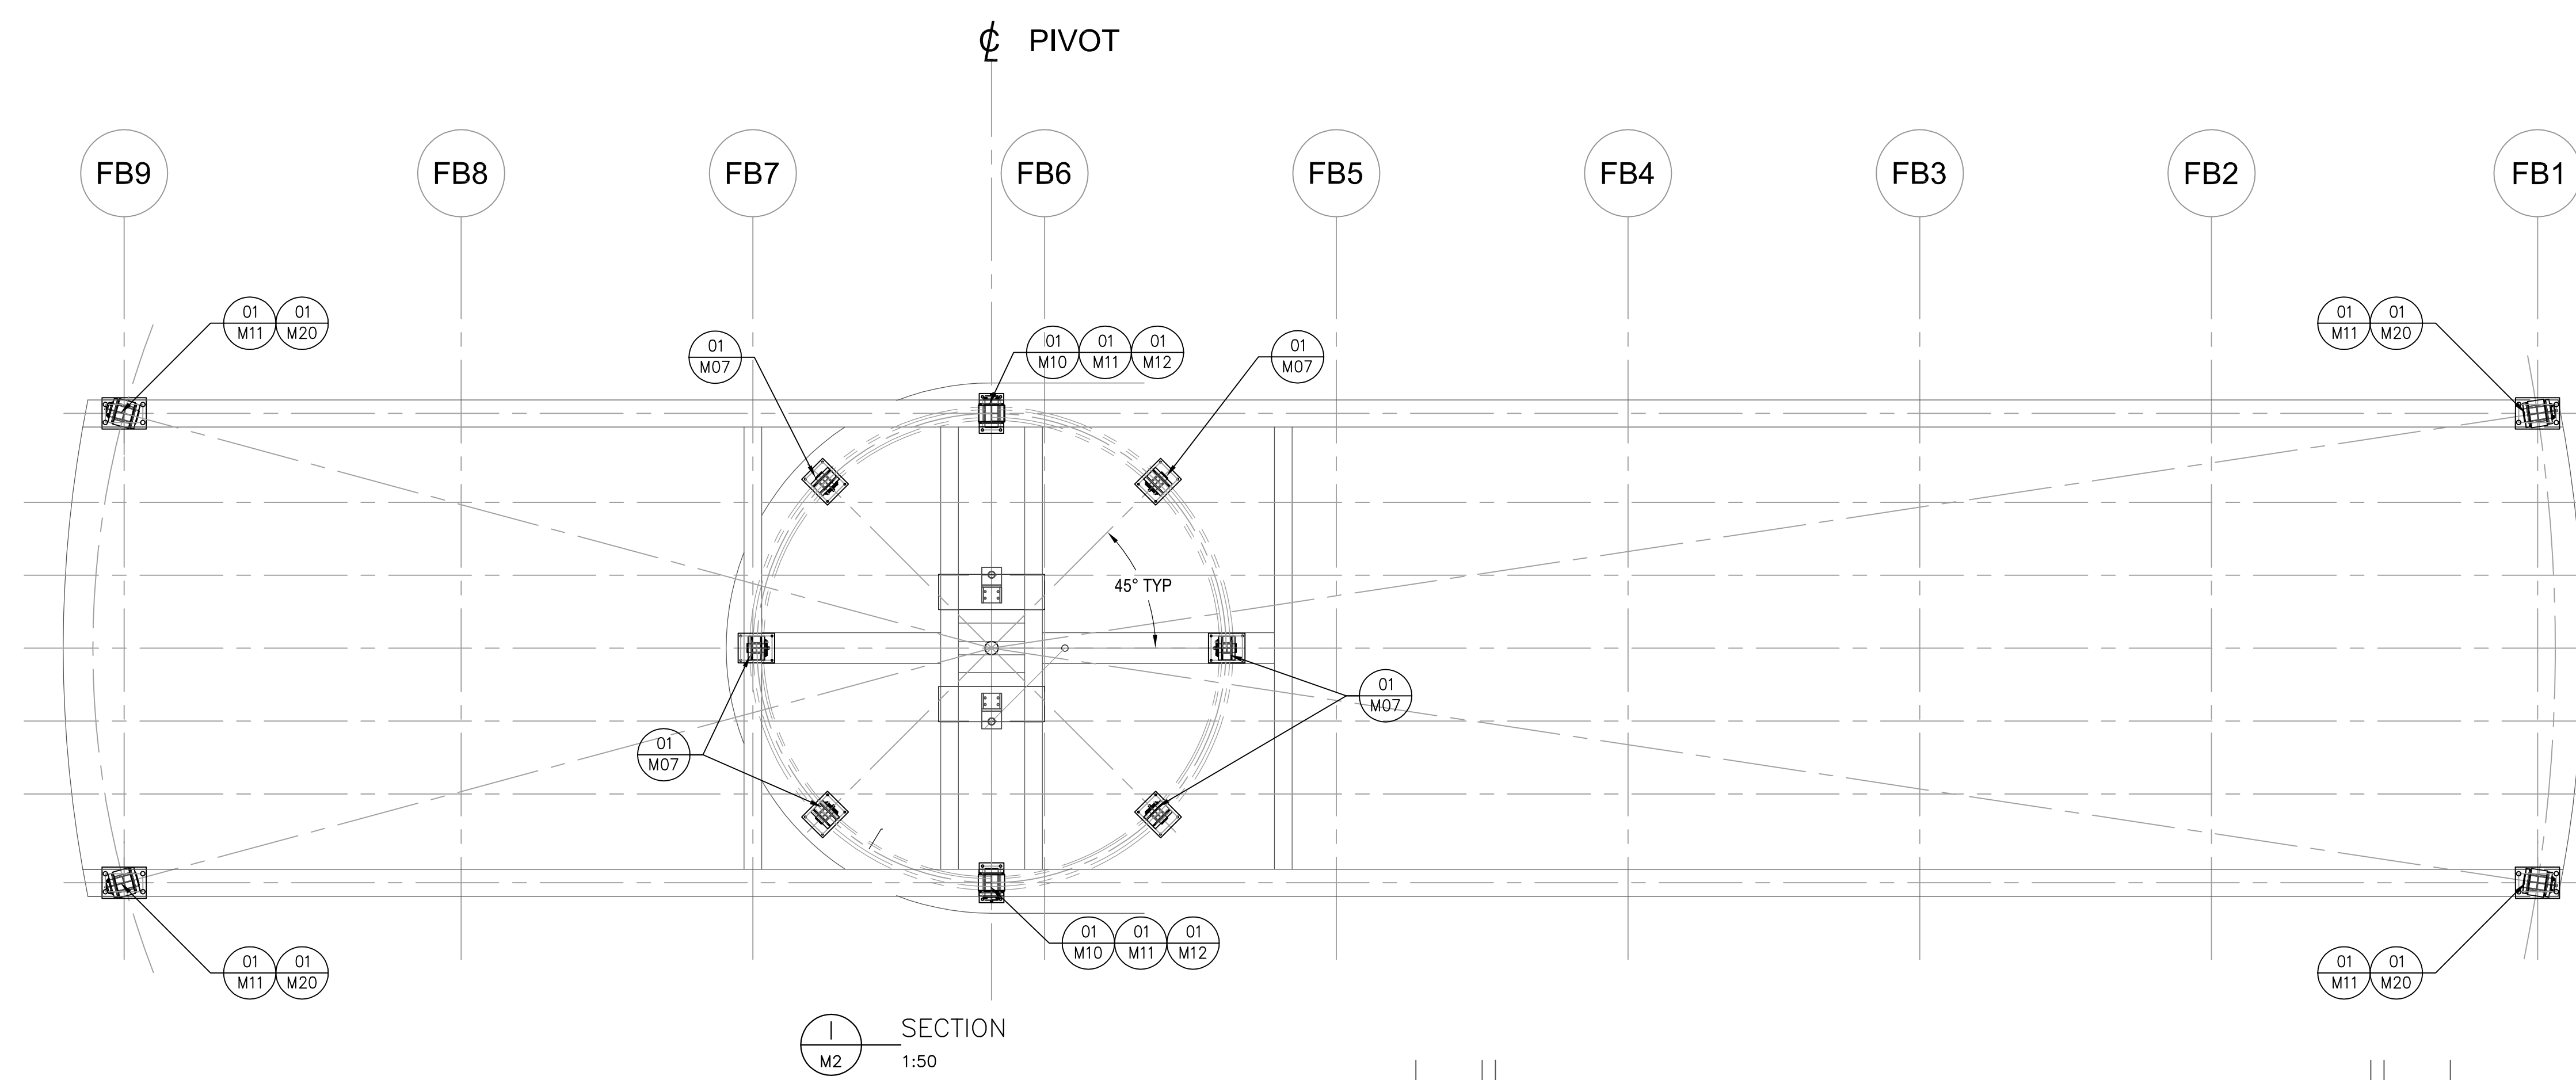 ℄ PIVOT
FB9 FB8 FB7 FB6 FB5 FB4 FB3 FB2 FB1
01 01 01 01
M11 M20 M11 M20
01 01 01 01 01
M07 M10 M11 M12 M07
45° TYP
01
M07
01
M07
01 01 01
M10 M11 M12
01 01 01 01
M11 M20 M11 M20
I SECTION
M2 1:50